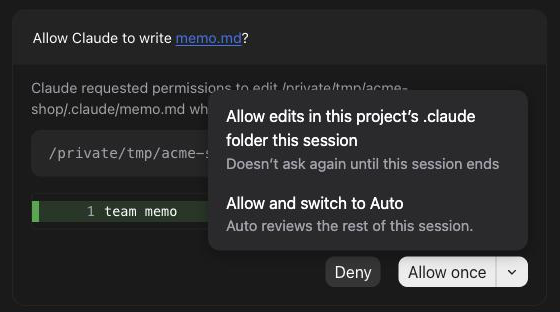 Allow Claude to write memo.md?
Claude requested permissions to edit /private/tmp/acme-
shop/.claude/memo.md
/private/tmp/acme-
1 team memo
Allow edits in this project’s .claude
folder this session
Doesn’t ask again until this session ends
Allow and switch to Auto
Auto reviews the rest of this session.
Deny
Allow once